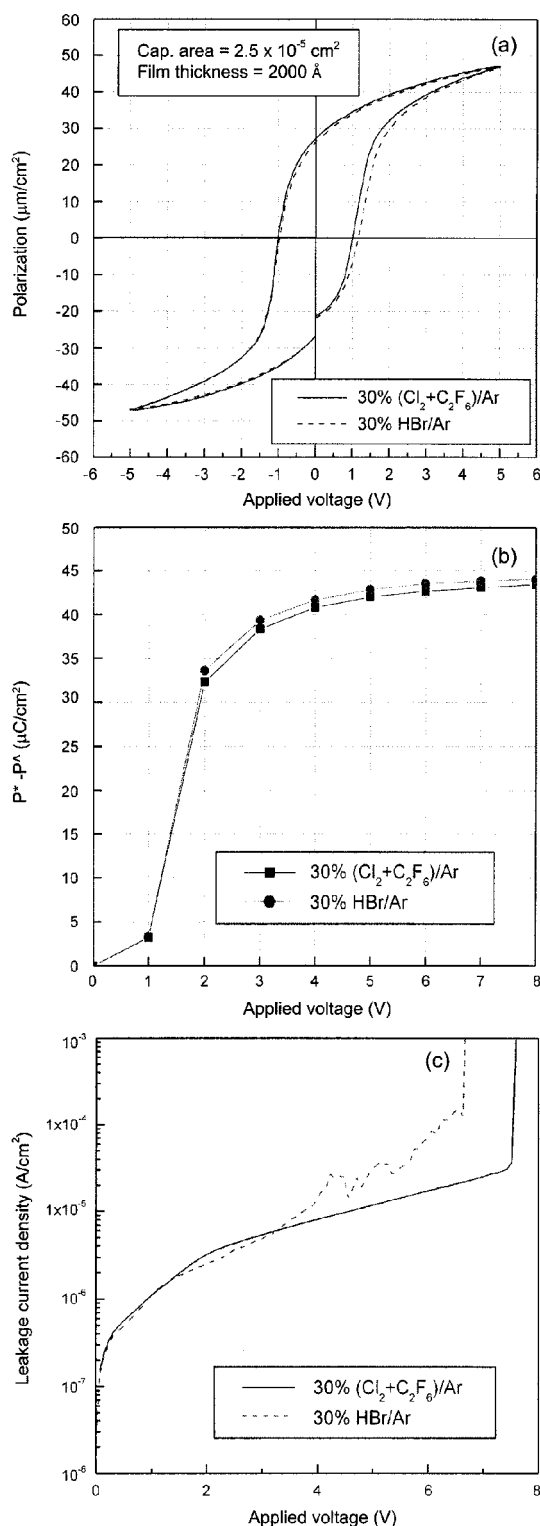 (a)
Cap. area = 2.5 x 10⁻⁵ cm²
Film thickness = 2000 Å
60
50
40
30
20
10
0
-10
-20
-30
-40
-50
-60
Polarization (μm/cm²)
30% (Cl₂+C₂F₆)/Ar
30% HBr/Ar
-6 -5 -4 -3 -2 -1 0 1 2 3 4 5 6
Applied voltage (V)
(b)
50
45
40
35
30
25
20
15
10
5
0
P* -P^ (μC/cm²)
30% (Cl₂+C₂F₆)/Ar
30% HBr/Ar
0 1 2 3 4 5 6 7 8
Applied voltage (V)
(c)
10⁻³
1x10⁻⁴
1x10⁻⁵
10⁻⁶
10⁻⁷
10⁻⁸
Leakage current density (A/cm²)
30% (Cl₂+C₂F₆)/Ar
30% HBr/Ar
0 2 4 6 8
Applied voltage (V)